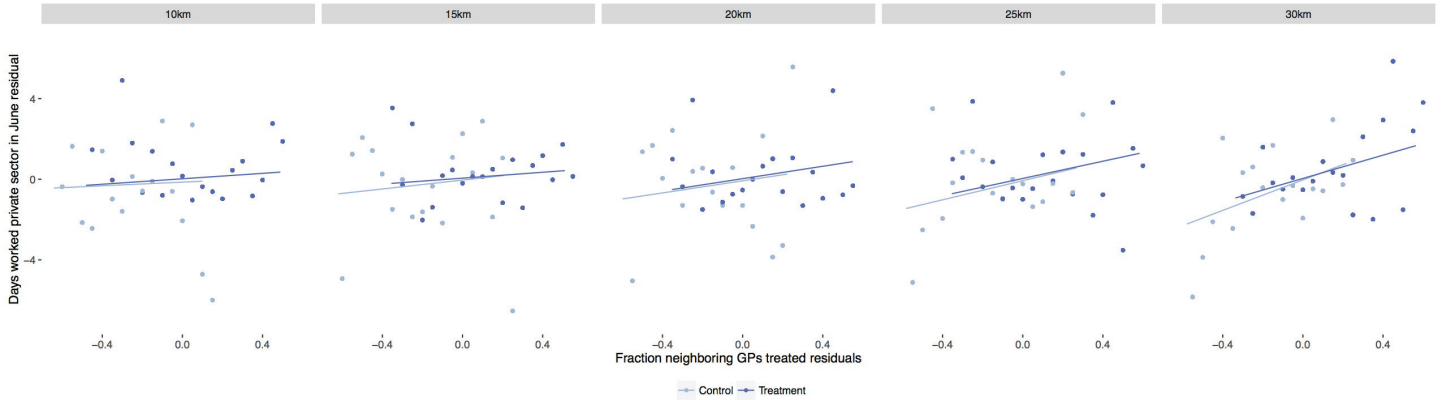 10km 15km 20km 25km 30km
Days worked private sector in June residual
4
0
−4
−0.4 0.0 0.4 −0.4 0.0 0.4 −0.4 0.0 0.4 −0.4 0.0 0.4 −0.4 0.0 0.4
Fraction neighboring GPs treated residuals
Control Treatment